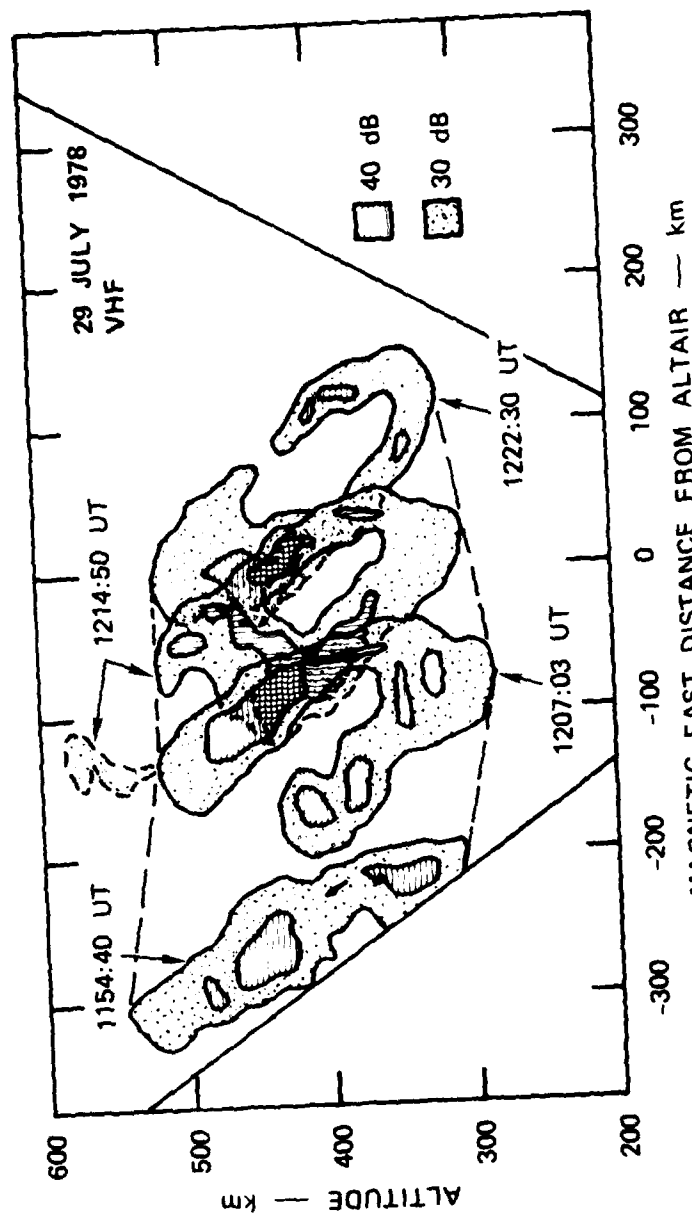 29 JULY 1978
VHF
1154:40 UT
1214:50 UT
40 dB
30 dB
1207:03 UT
1222:30 UT
600
500
400
300
200
ALTITUDE — km
-300
-200
-100
0
100
200
300
MAGNETIC EAST DISTANCE FROM ALTAIR — km